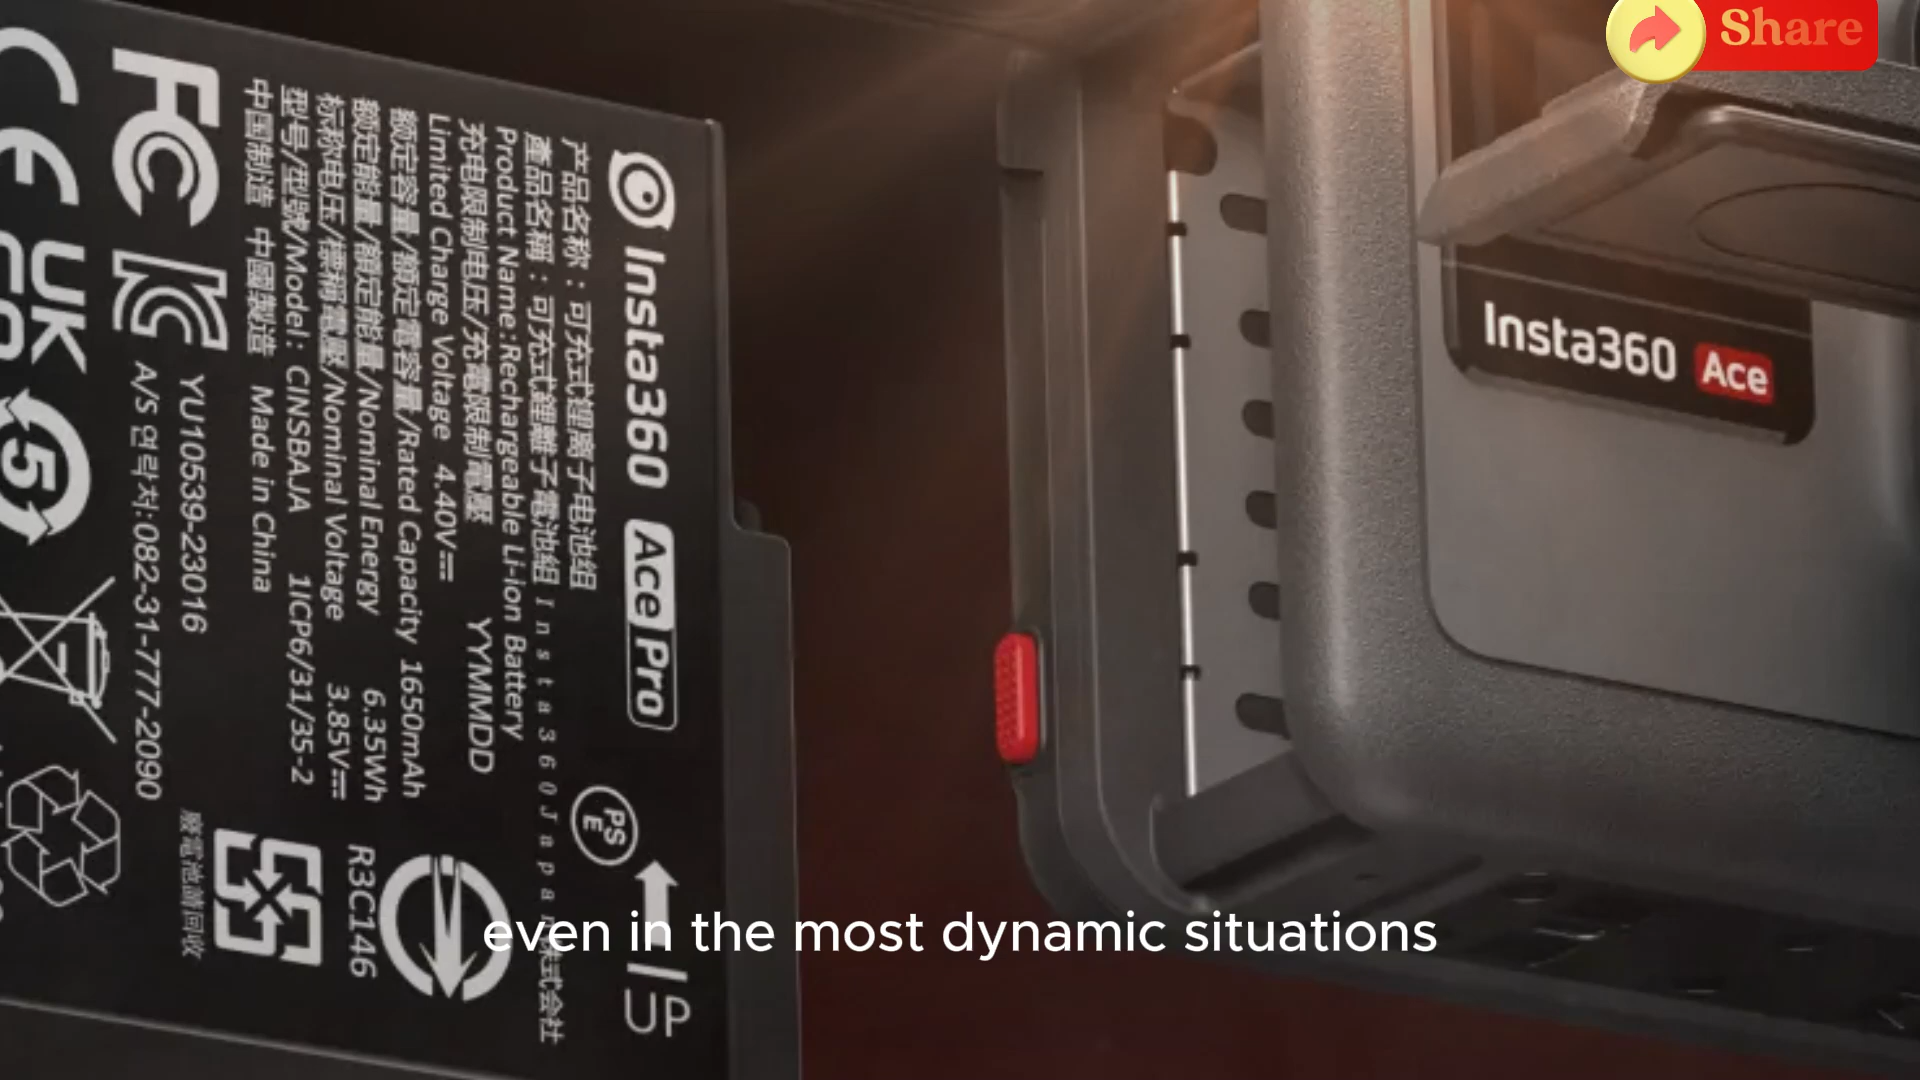 Share
Insta360 Ace Pro
产品名称：可充式锂离子电池组
產品名稱：可充式鋰離子電池組 Insta360Japan株式会社
Product Name:Rechargeable Li-ion Battery
充电限制电压/充電限制電壓
Limited Charge Voltage 4.40V⎓ YYMMDD
额定容量/額定電容量/Rated Capacity 1650mAh
额定能量/額定能量/Nominal Energy 6.35Wh
标称电压/標稱電壓/Nominal Voltage 3.85V⎓
型号/型號/Model: CINSBAJA 1ICP6/31/35-2
中国制造 中國製造 Made in China
PS
E
UP
R3C146
廢電池請回收
FC
YU10539-23016
A/S 연락처:082-31-777-2090
CE
UK
CA
5
Insta360 Ace
even in the most dynamic situations